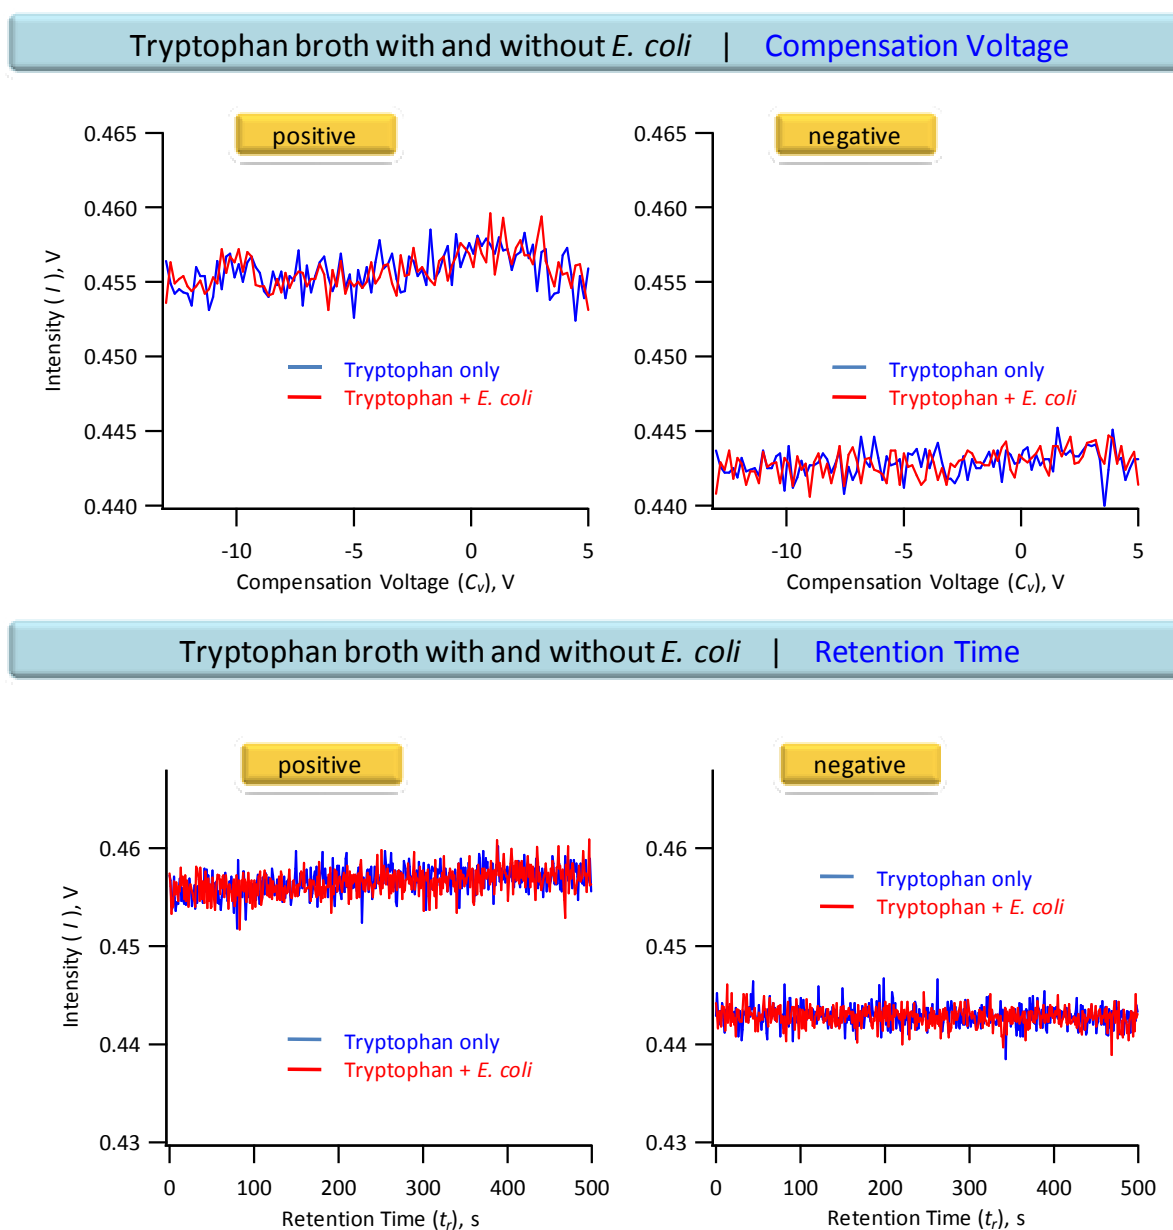 Tryptophan broth with and without E. coli | Compensation Voltage
positive
negative
0.465
0.460
0.455
0.450
0.445
0.440
Intensity ( I ), V
Tryptophan only
Tryptophan + E. coli
-10
-5
0
5
Compensation Voltage (Cv), V
0.465
0.460
0.455
0.450
0.445
0.440
Tryptophan only
Tryptophan + E. coli
-10
-5
0
5
Compensation Voltage (Cv), V
Tryptophan broth with and without E. coli | Retention Time
positive
negative
0.46
0.45
0.44
0.43
Intensity ( I ), V
Tryptophan only
Tryptophan + E. coli
0
100
200
300
400
500
Retention Time (tr), s
0.46
0.45
0.44
0.43
Tryptophan only
Tryptophan + E. coli
0
100
200
300
400
500
Retention Time (tr), s